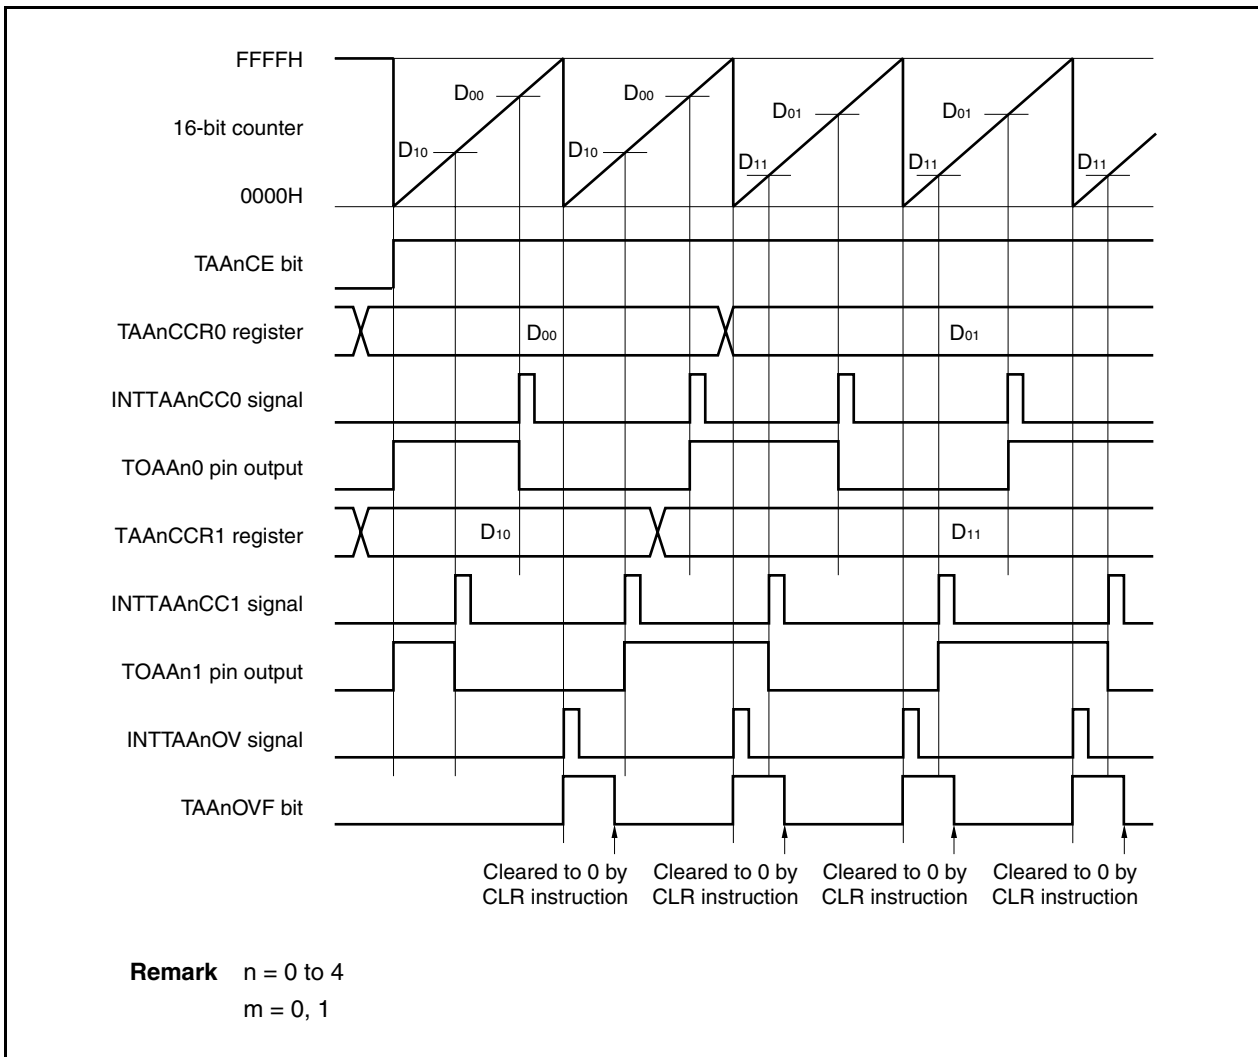 FFFFH
16-bit counter
0000H
D00
D10
D00
D10
D01
D11
D01
D11
D11
TAAnCE bit
TAAnCCR0 register
D00
D01
INTTAAnCC0 signal
TOAAn0 pin output
TAAnCCR1 register
D10
D11
INTTAAnCC1 signal
TOAAn1 pin output
INTTAAnOV signal
TAAnOVF bit
Cleared to 0 by
CLR instruction
Cleared to 0 by
CLR instruction
Cleared to 0 by
CLR instruction
Cleared to 0 by
CLR instruction
Remark n = 0 to 4
m = 0, 1